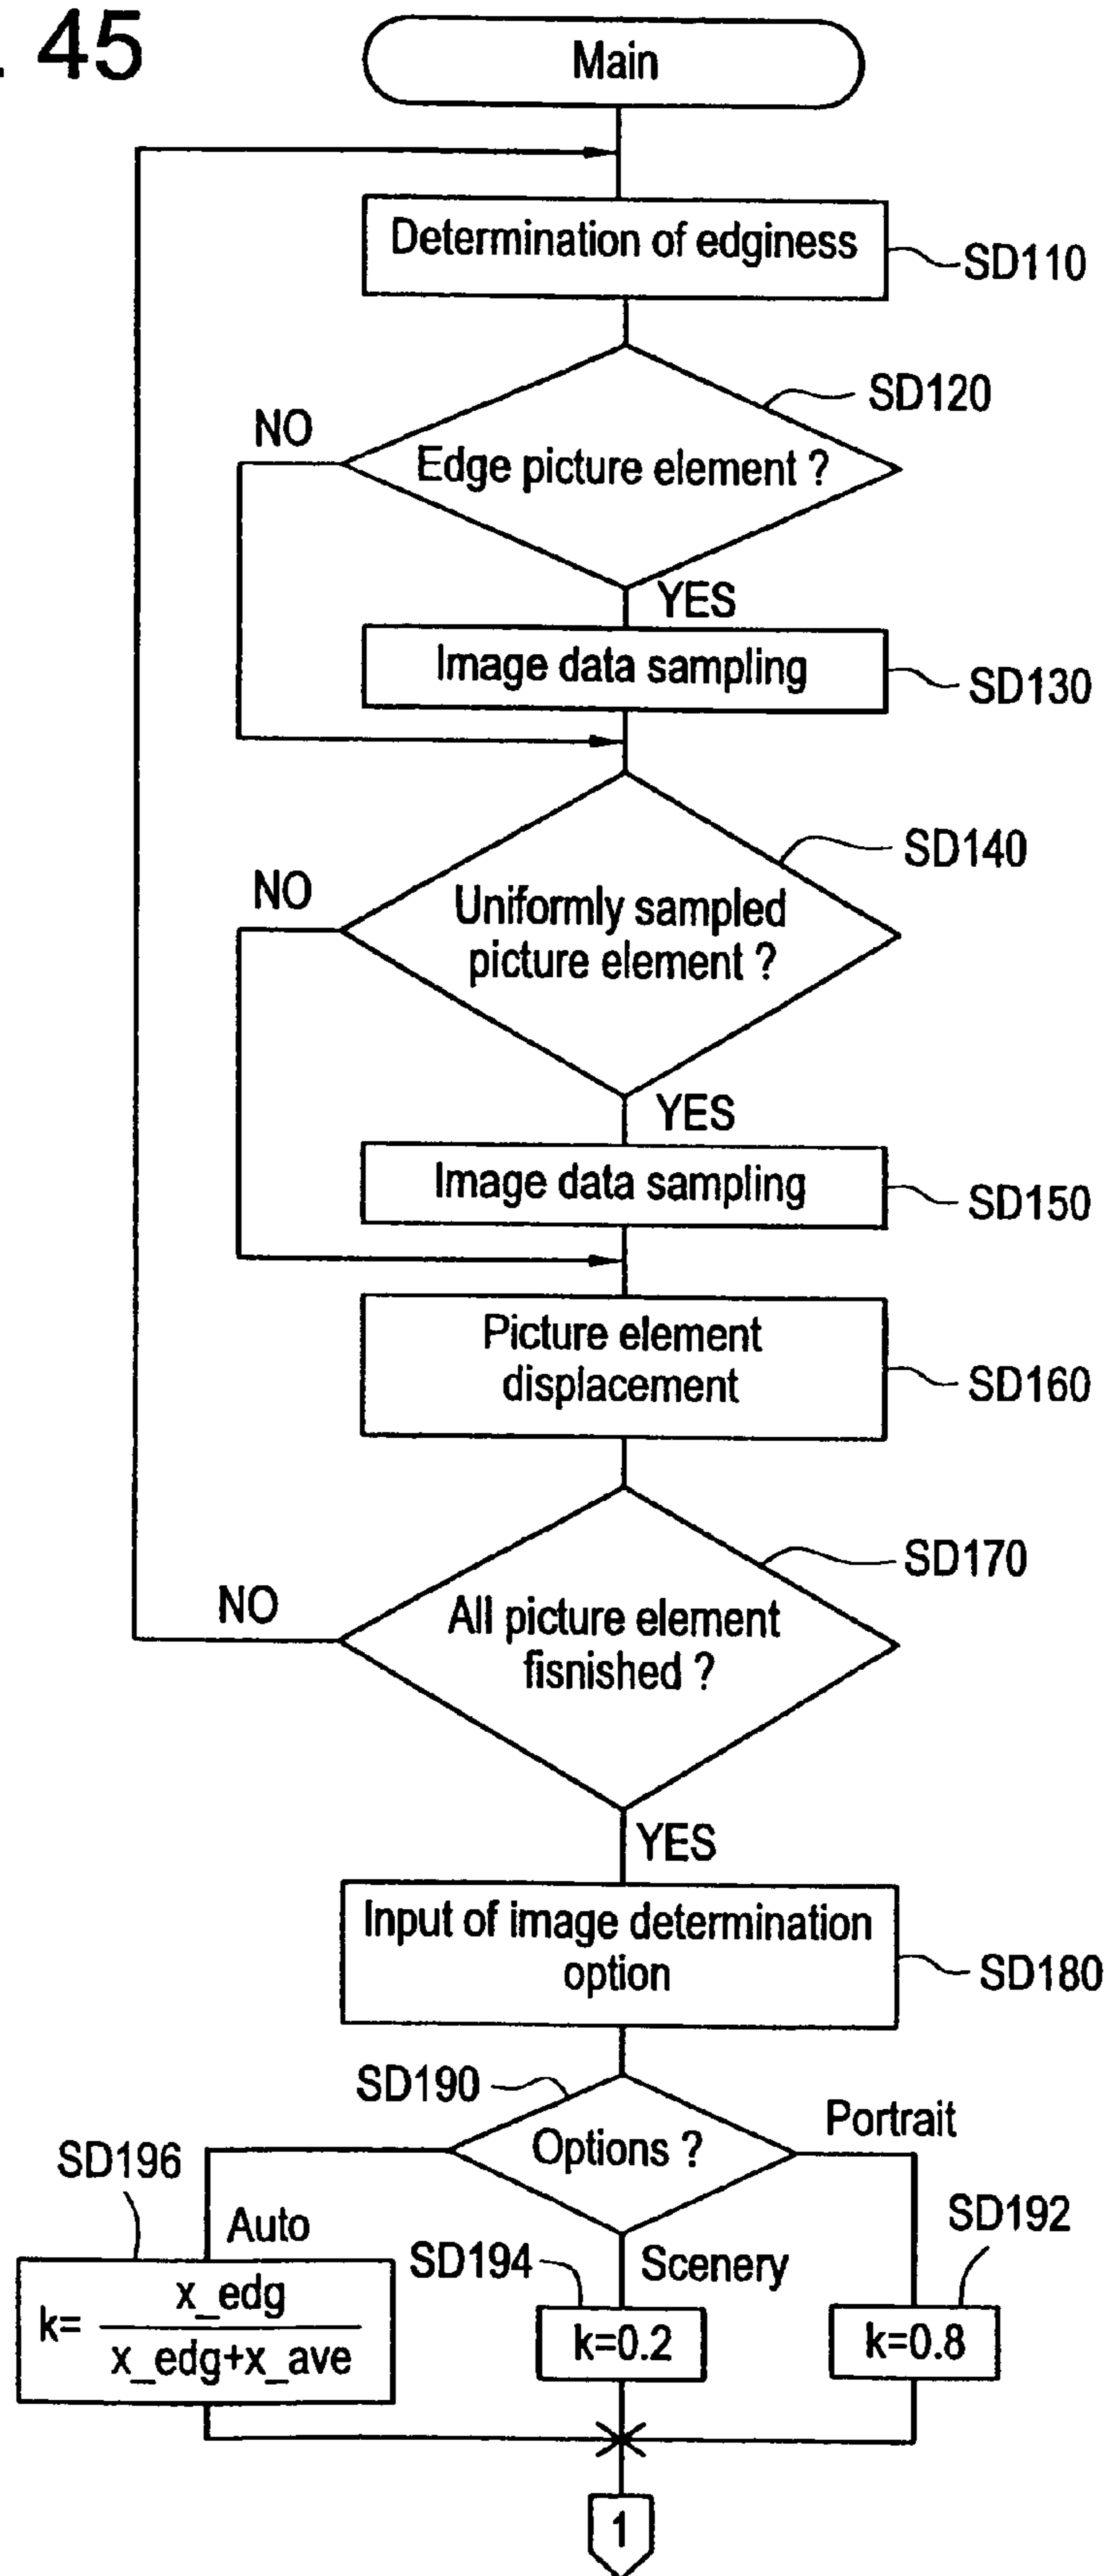 . 45
Main
Determination of edginess
SD110
SD120
NO
Edge picture element ?
YES
Image data sampling
SD130
SD140
NO
Uniformly sampled
picture element ?
YES
Image data sampling
SD150
Picture element
displacement
SD160
SD170
NO
All picture element
fisnished ?
YES
Input of image determination
option
SD180
SD190
Options ?
Portrait
SD196
Auto
SD194
Scenery
SD192
k= x_edg
x_edg+x_ave
k=0.2
k=0.8
1